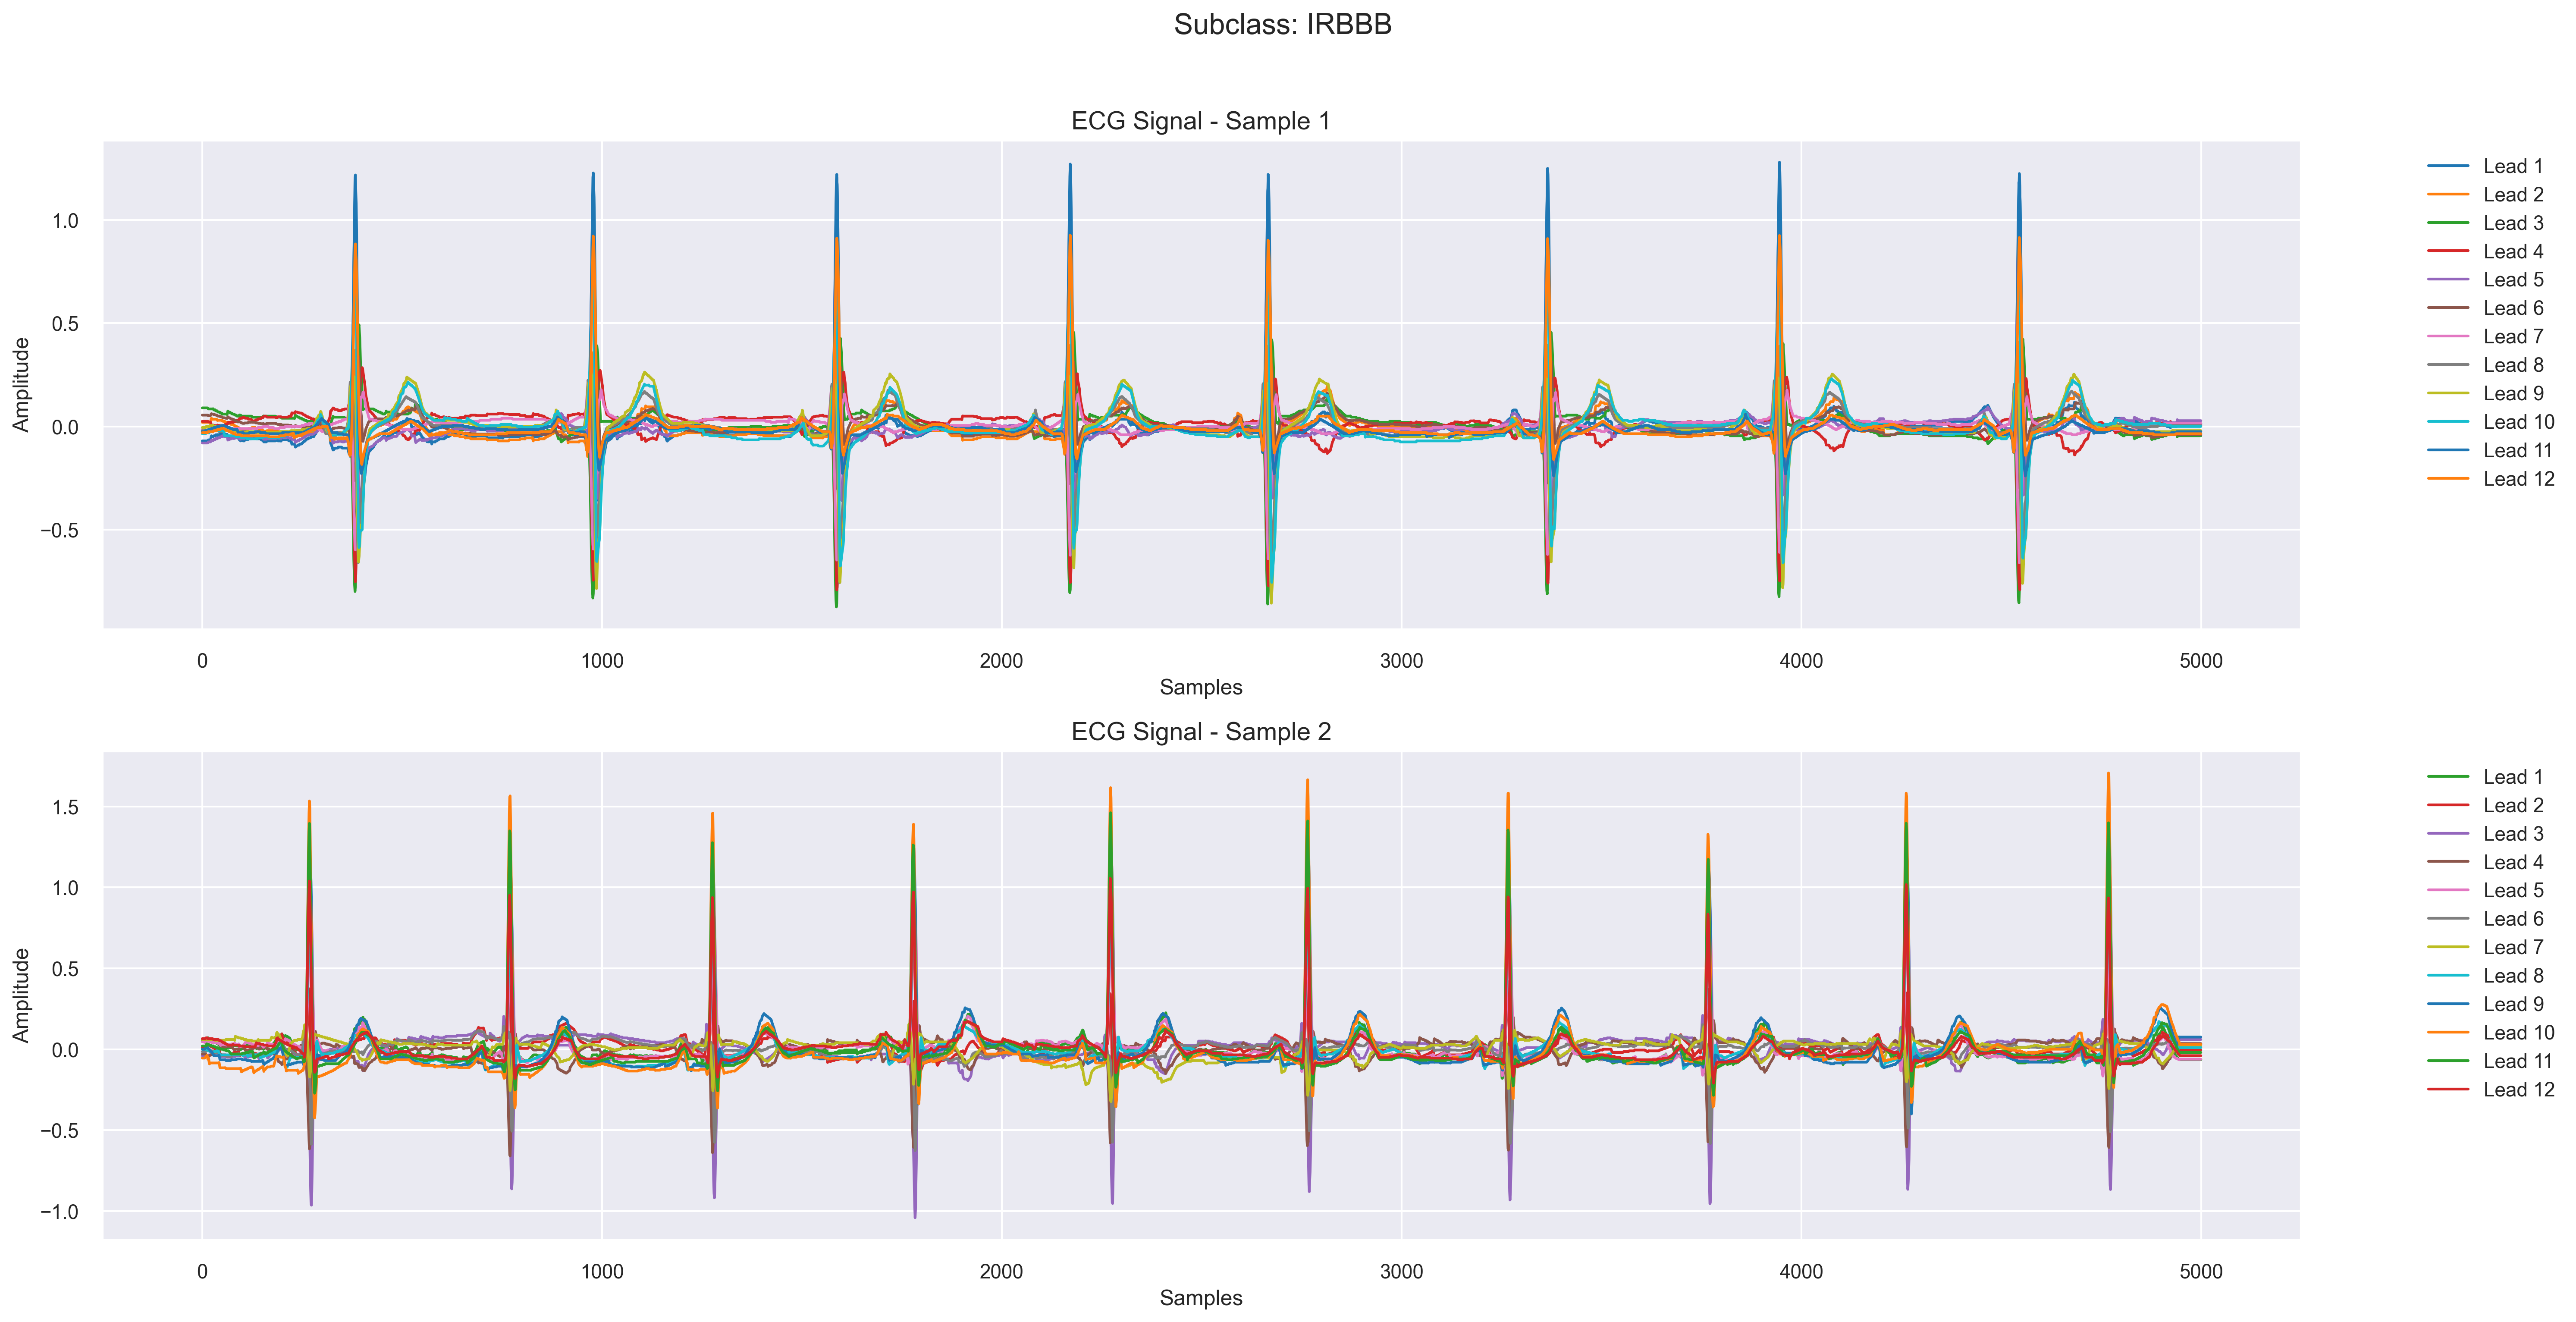 Subclass: IRBBB
ECG Signal - Sample 1
Amplitude
1.0
0.5
0.0
−0.5
0
1000
2000
3000
4000
5000
Samples
Lead 1
Lead 2
Lead 3
Lead 4
Lead 5
Lead 6
Lead 7
Lead 8
Lead 9
Lead 10
Lead 11
Lead 12
ECG Signal - Sample 2
Amplitude
1.5
1.0
0.5
0.0
−0.5
−1.0
0
1000
2000
3000
4000
5000
Samples
Lead 1
Lead 2
Lead 3
Lead 4
Lead 5
Lead 6
Lead 7
Lead 8
Lead 9
Lead 10
Lead 11
Lead 12